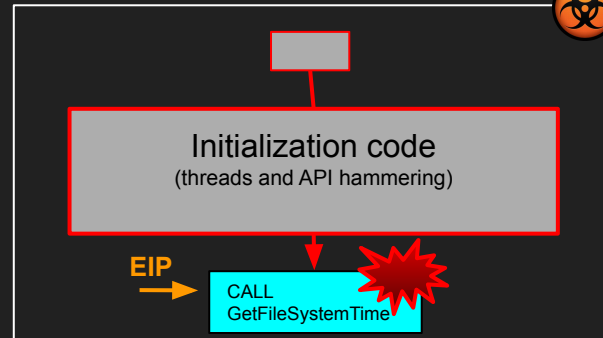 Initialization code
(threads and API hammering)
EIP
CALL
GetFileSystemTime